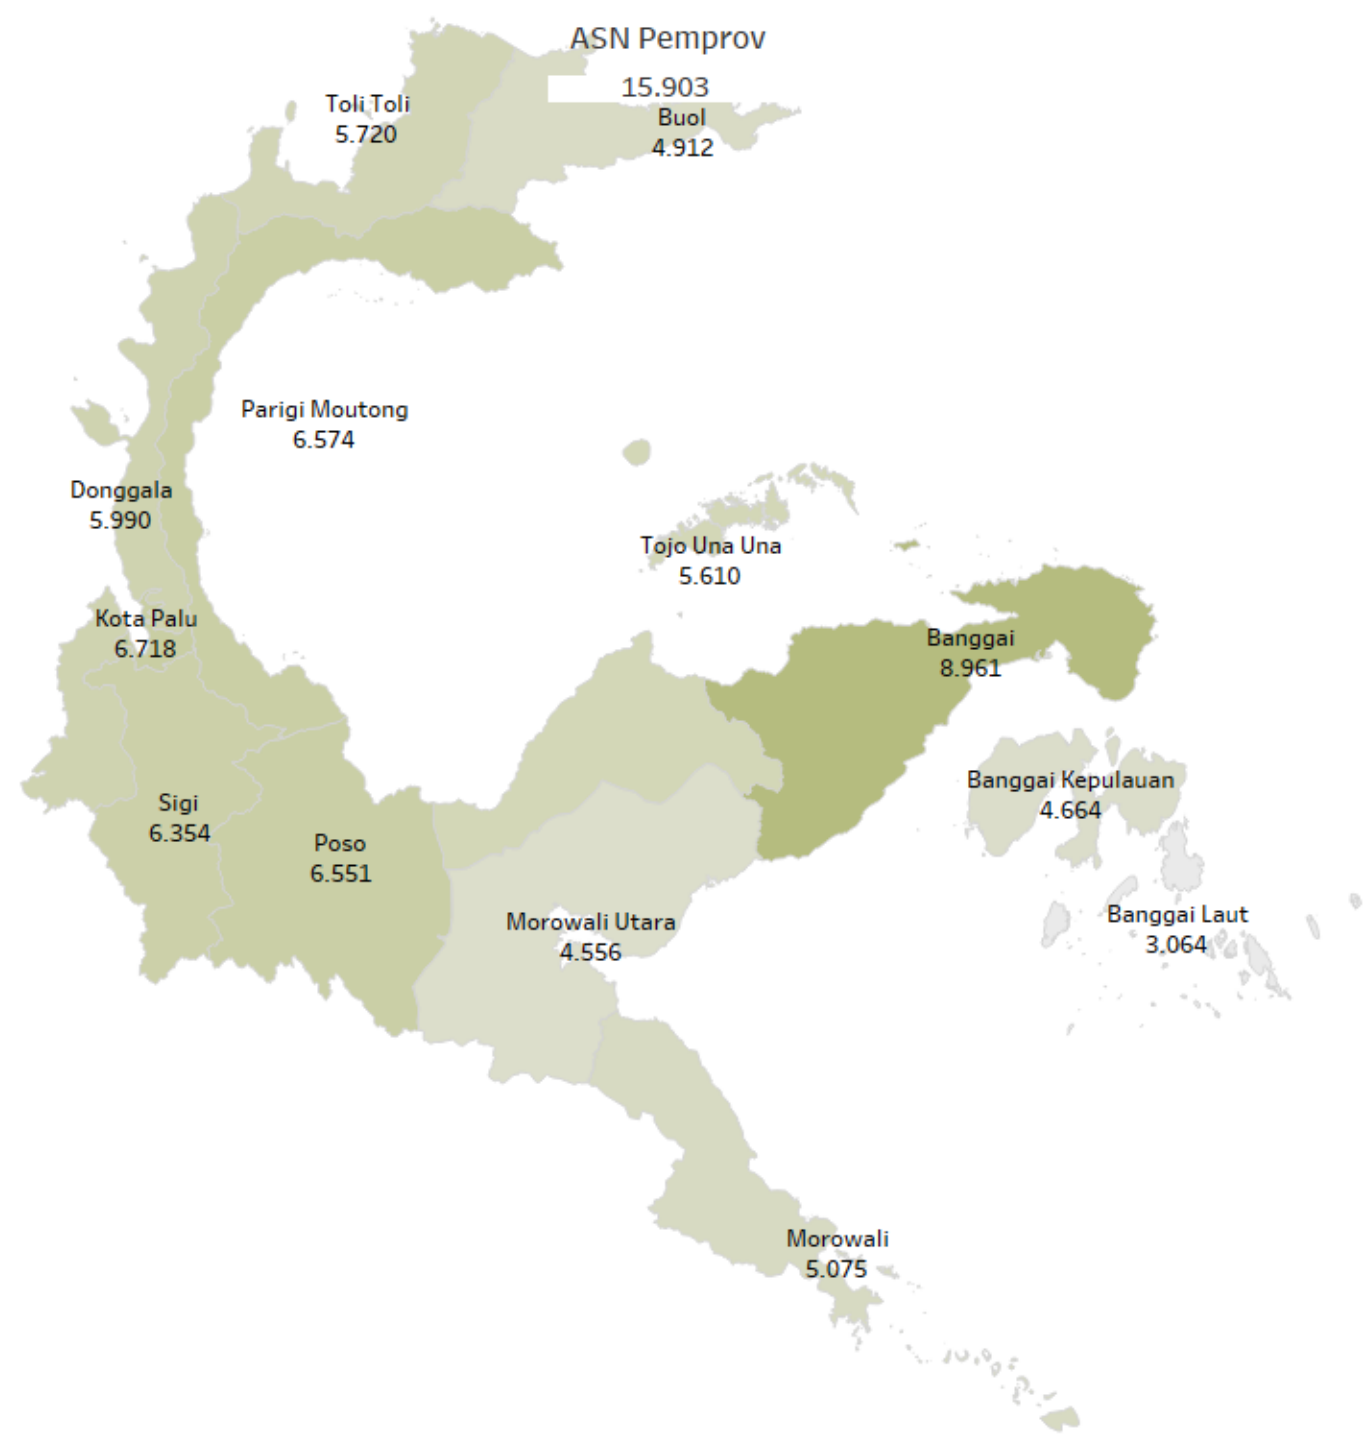 ASN Pemprov
15.903
Toli Toli
5.720
Buol
4.912
Parigi Moutong
6.574
Donggala
5.990
Tojo Una Una
5.610
Kota Palu
6.718
Banggai
8.961
Banggai Kepulauan
4.664
Sigi
6.354
Poso
6.551
Morowali Utara
4.556
Banggai Laut
3.064
Morowali
5.075